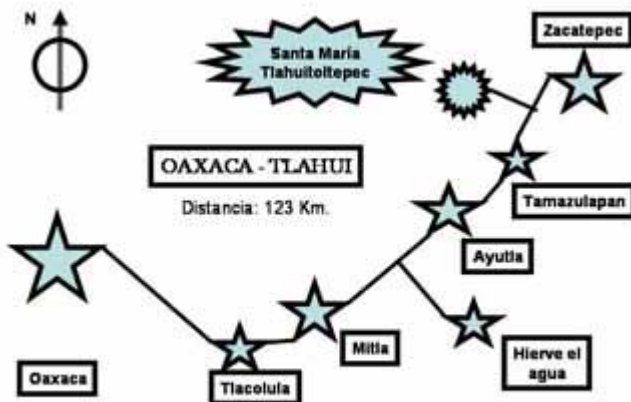 N
Santa María
Tlahuitoltepec
Zacatepec
OAXACA - TLAHUI
Distancia: 123 Km.
Tamazulapan
Ayutla
Mitla
Hierve el
agua
Oaxaca
Tlacolula